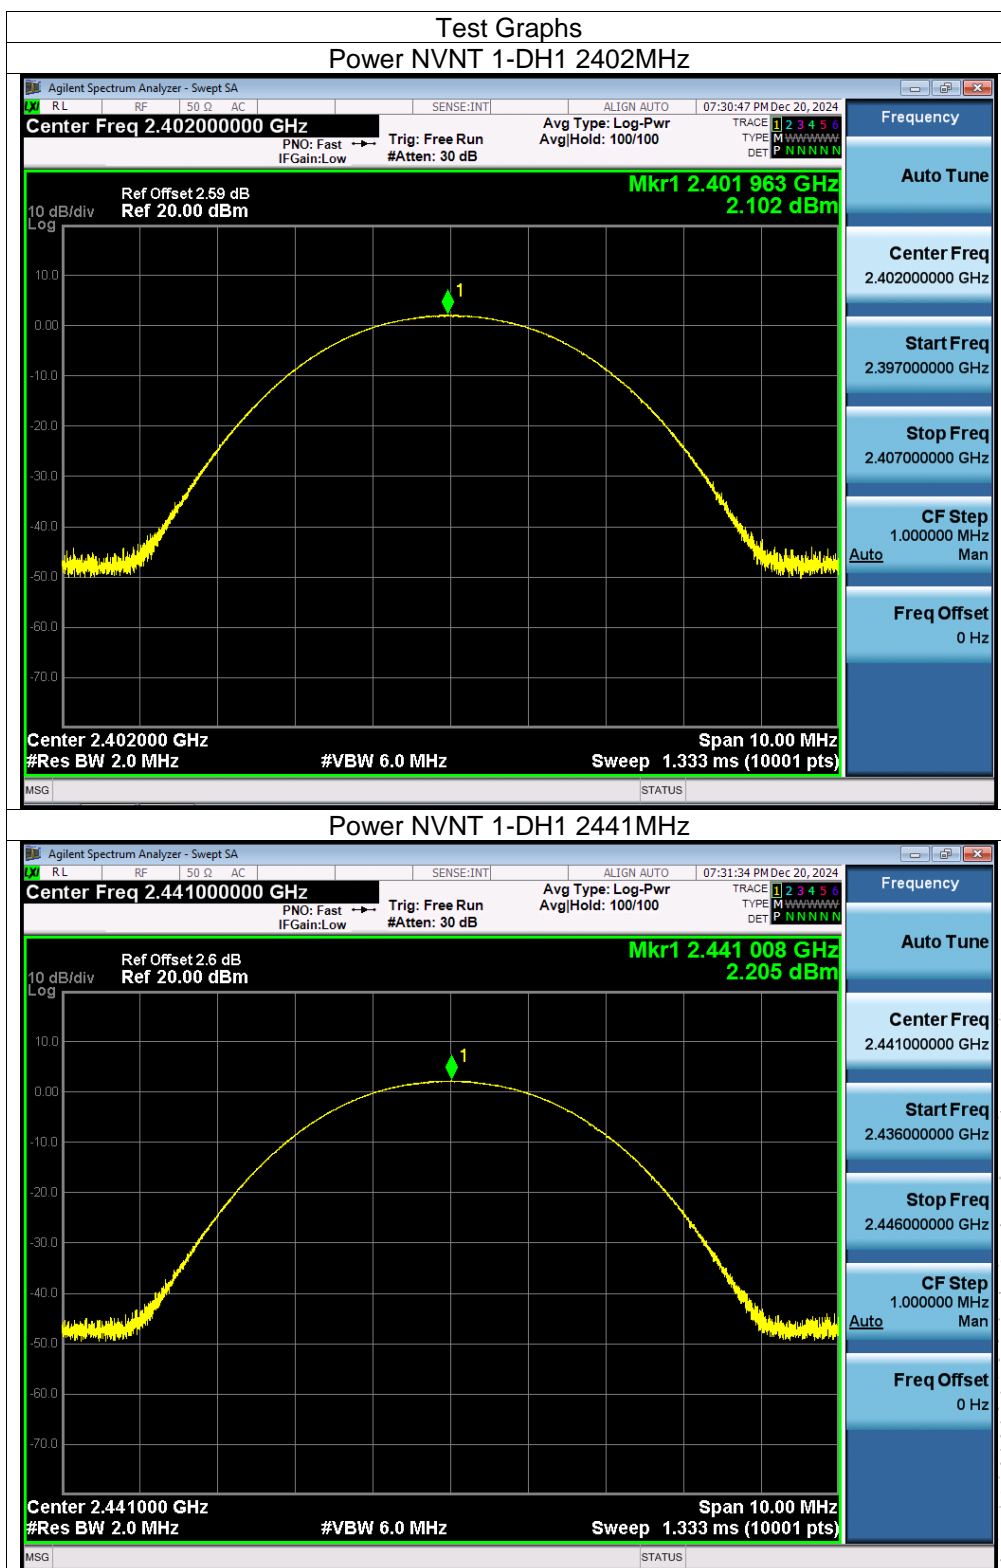 Test Graphs
Power NVNT 1-DH1 2402MHz
Agilent Spectrum Analyzer - Swept SA
LXI RL RF 50 Ω AC SENSE:INT ALIGN AUTO 07:30:47 PM Dec 20, 2024
Center Freq 2.402000000 GHz
PNO: Fast
IFGain:Low
Trig: Free Run
#Atten: 30 dB
Avg Type: Log-Pwr
Avg|Hold: 100/100
TRACE 1 2 3 4 5 6
TYPE M WWWWW
DET P N N N N N
Frequency
Auto Tune
Center Freq
2.402000000 GHz
Start Freq
2.397000000 GHz
Stop Freq
2.407000000 GHz
CF Step
1.000000 MHz
Auto Man
Freq Offset
0 Hz
Mkr1 2.401 963 GHz
2.102 dBm
Ref Offset 2.59 dB
10 dB/div Ref 20.00 dBm
Log
1
10.0
0.00
-10.0
-20.0
-30.0
-40.0
-50.0
-60.0
-70.0
Center 2.402000 GHz Span 10.00 MHz
#Res BW 2.0 MHz #VBW 6.0 MHz Sweep 1.333 ms (10001 pts)
MSG STATUS
Power NVNT 1-DH1 2441MHz
Agilent Spectrum Analyzer - Swept SA
LXI RL RF 50 Ω AC SENSE:INT ALIGN AUTO 07:31:34 PM Dec 20, 2024
Center Freq 2.441000000 GHz
PNO: Fast
IFGain:Low
Trig: Free Run
#Atten: 30 dB
Avg Type: Log-Pwr
Avg|Hold: 100/100
TRACE 1 2 3 4 5 6
TYPE M WWWWW
DET P N N N N N
Frequency
Auto Tune
Center Freq
2.441000000 GHz
Start Freq
2.436000000 GHz
Stop Freq
2.446000000 GHz
CF Step
1.000000 MHz
Auto Man
Freq Offset
0 Hz
Mkr1 2.441 008 GHz
2.205 dBm
Ref Offset 2.6 dB
10 dB/div Ref 20.00 dBm
Log
1
10.0
0.00
-10.0
-20.0
-30.0
-40.0
-50.0
-60.0
-70.0
Center 2.441000 GHz Span 10.00 MHz
#Res BW 2.0 MHz #VBW 6.0 MHz Sweep 1.333 ms (10001 pts)
MSG STATUS